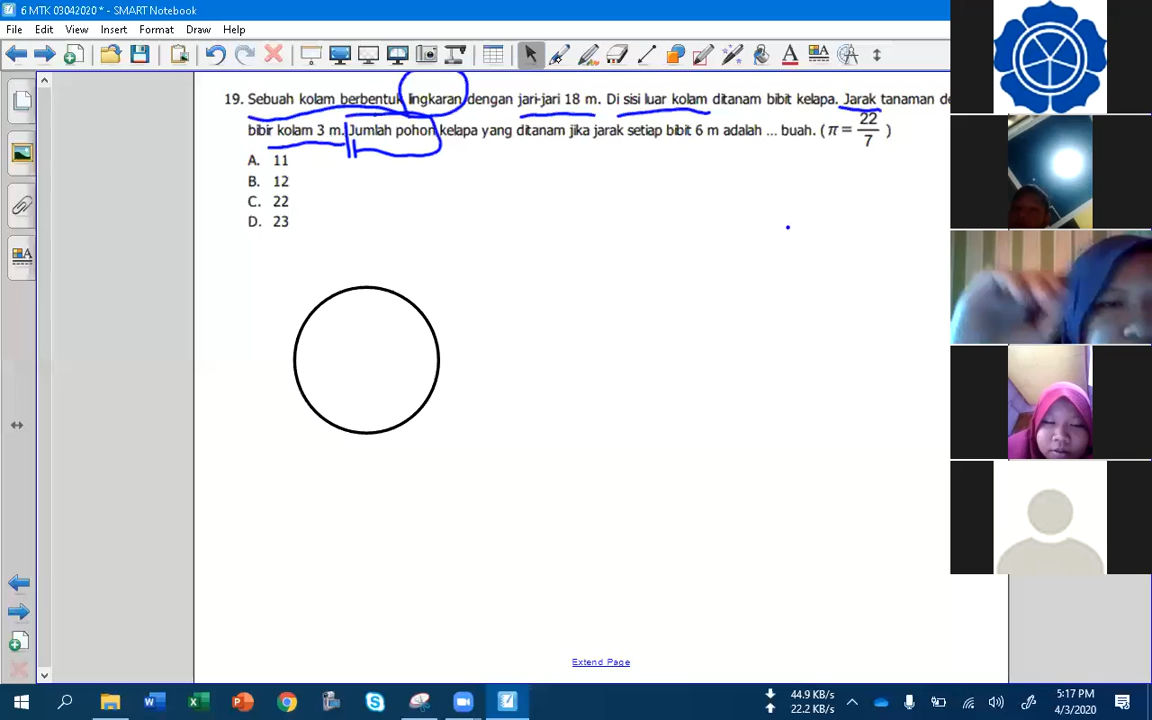 6 MTK 03042020 * - SMART Notebook
File Edit View Insert Format Draw Help
19. Sebuah kolam berbentuk lingkaran dengan jari-jari 18 m. Di sisi luar kolam ditanam bibit kelapa. Jarak tanaman de
bibir kolam 3 m. Jumlah pohon kelapa yang ditanam jika jarak setiap bibit 6 m adalah ... buah. ( π = 22/7 )
A. 11
B. 12
C. 22
D. 23
Extend Page
44.9 KB/s
22.2 KB/s
5:17 PM
4/3/2020